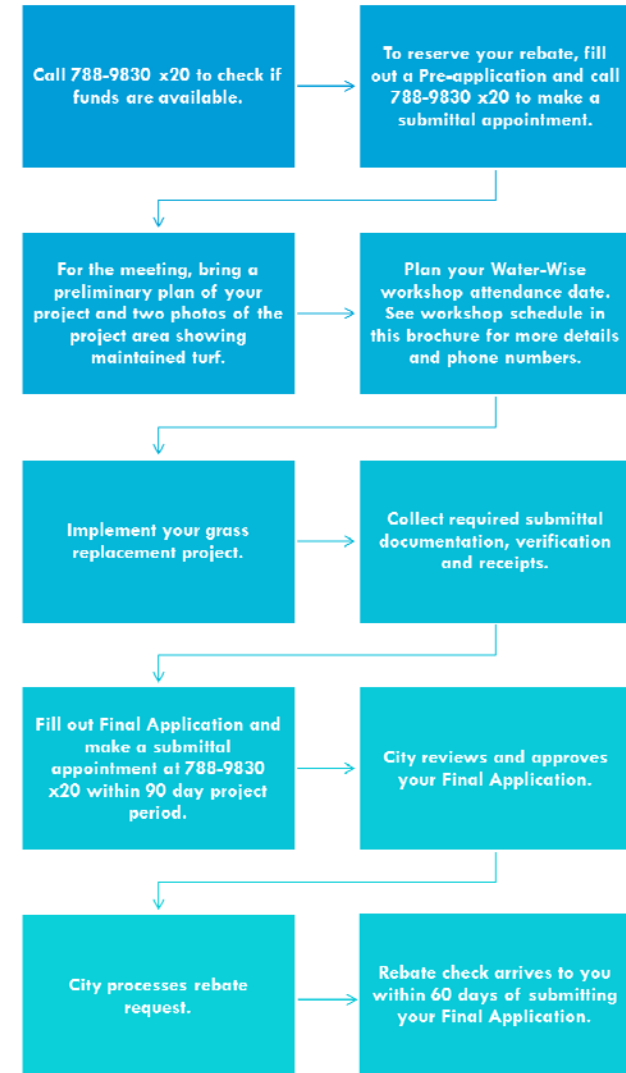 Call 788-9830 x20 to check if
funds are available.
To reserve your rebate, fill
out a Pre-application and call
788-9830 x20 to make a
submittal appointment.
For the meeting, bring a
preliminary plan of your
project and two photos of the
project area showing
maintained turf.
Plan your Water-Wise
workshop attendance date.
See workshop schedule in
this brochure for more details
and phone numbers.
Implement your grass
replacement project.
Collect required submittal
documentation, verification
and receipts.
Fill out Final Application and
make a submittal
appointment at 788-9830
x20 within 90 day project
period.
City reviews and approves
your Final Application.
City processes rebate
request.
Rebate check arrives to you
within 60 days of submitting
your Final Application.